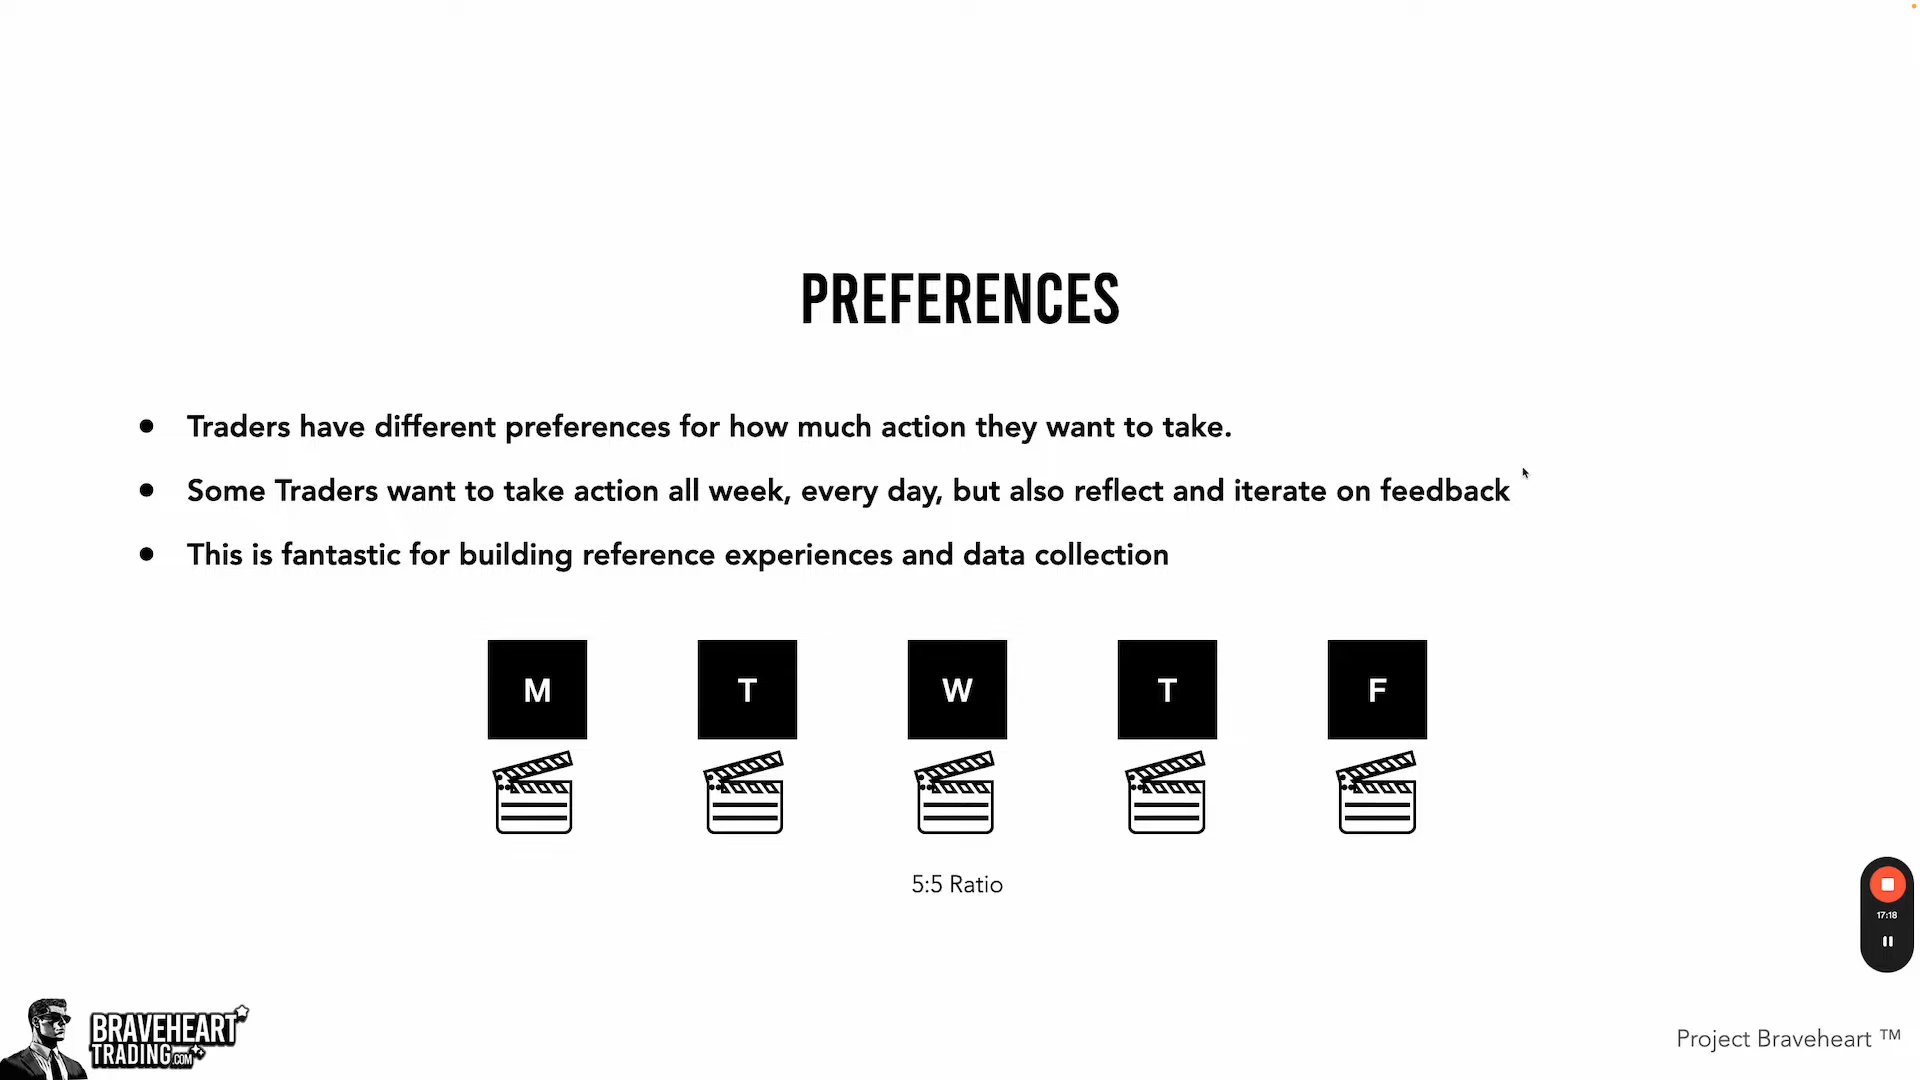 PREFERENCES
• Traders have different preferences for how much action they want to take.
• Some Traders want to take action all week, every day, but also reflect and iterate on feedback
• This is fantastic for building reference experiences and data collection
M T W T F
5:5 Ratio
17:18
BRAVEHEART
TRADING.COM
Project Braveheart ™